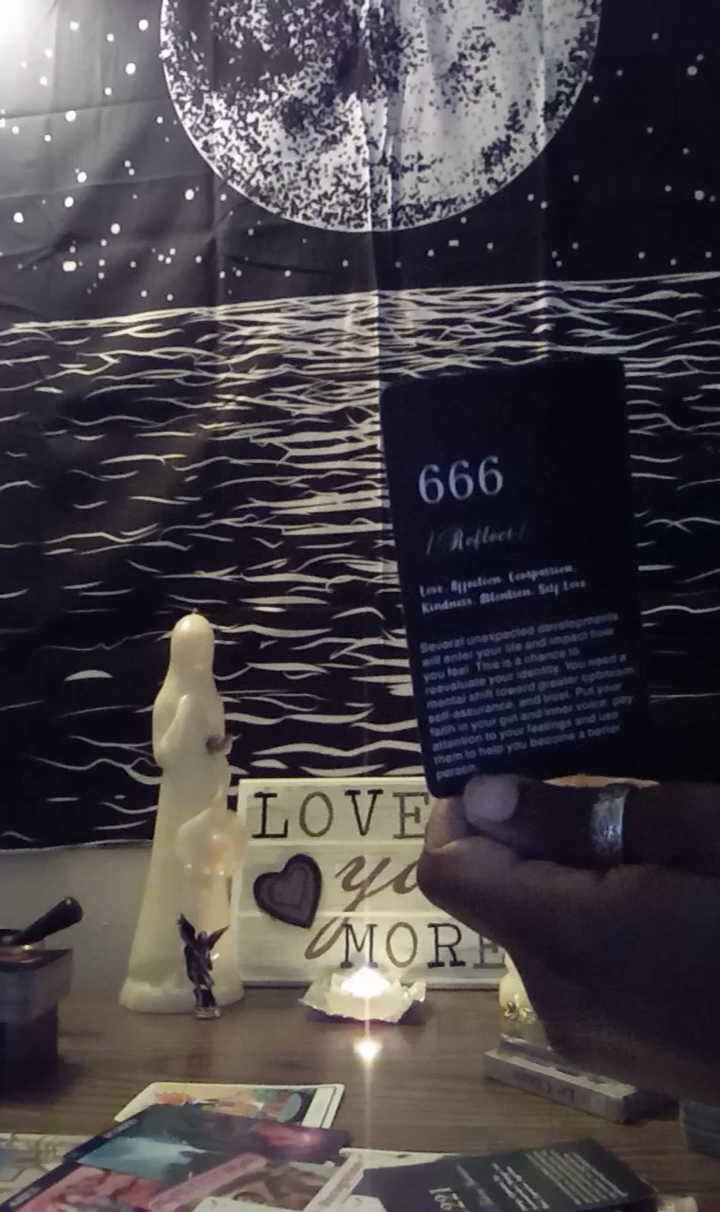 666
/ Reflect /
Love, Affection, Compassion,
Kindness, Attention, Self Love.
Several unexpected developments
will enter your life and impact how
you feel. This is a chance to
reevaluate your identity. You need a
mental shift toward greater optimism,
self-assurance, and trust. Put your
faith in your gut and inner voice; pay
attention to your feelings and use
them to help you become a better
person.
LOVE
yo
MORE